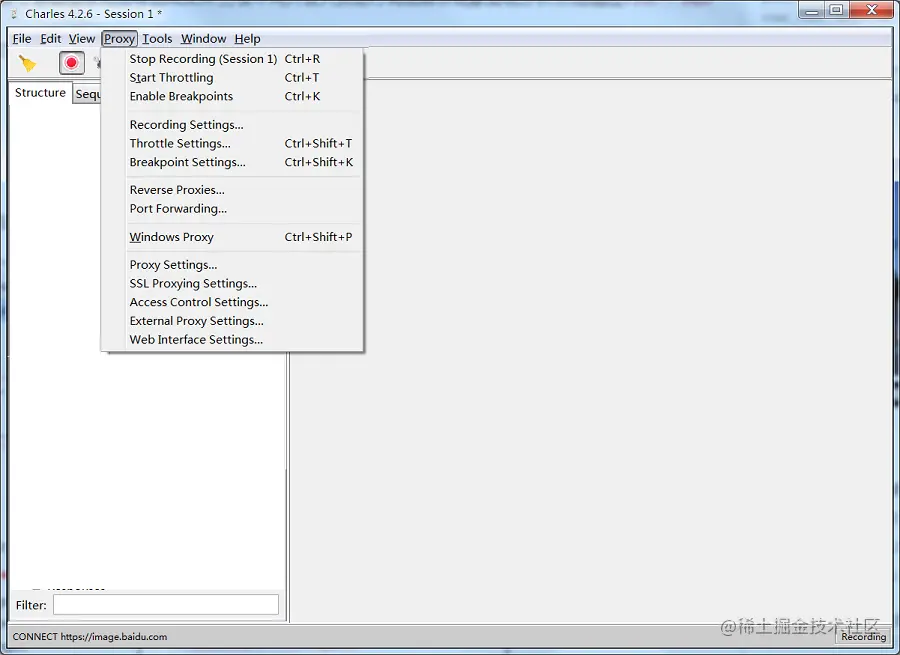 Charles 4.2.6 - Session 1 *
File Edit View Proxy Tools Window Help
Stop Recording (Session 1) Ctrl+R
Start Throttling Ctrl+T
Enable Breakpoints Ctrl+K
Structure
Recording Settings...
Throttle Settings... Ctrl+Shift+T
Breakpoint Settings... Ctrl+Shift+K
Reverse Proxies...
Port Forwarding...
Windows Proxy Ctrl+Shift+P
Proxy Settings...
SSL Proxying Settings...
Access Control Settings...
External Proxy Settings...
Web Interface Settings...
Filter:
CONNECT https://image.baidu.com
@稀土掘金技术社区
Recording